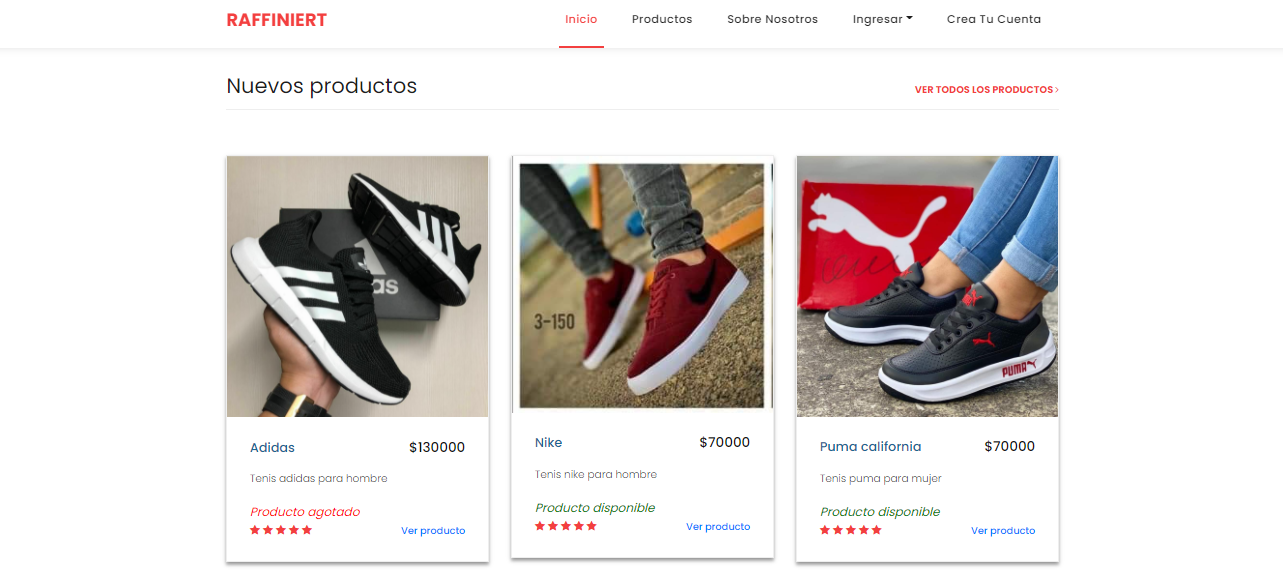 RAFFINIERT
Inicio Productos Sobre Nosotros Ingresar Crea Tu Cuenta
Nuevos productos
VER TODOS LOS PRODUCTOS >
adidas
3-150
PUMA
Adidas $130000
Tenis adidas para hombre
Producto agotado
Ver producto
Nike $70000
Tenis nike para hombre
Producto disponible
Ver producto
Puma california $70000
Tenis puma para mujer
Producto disponible
Ver producto